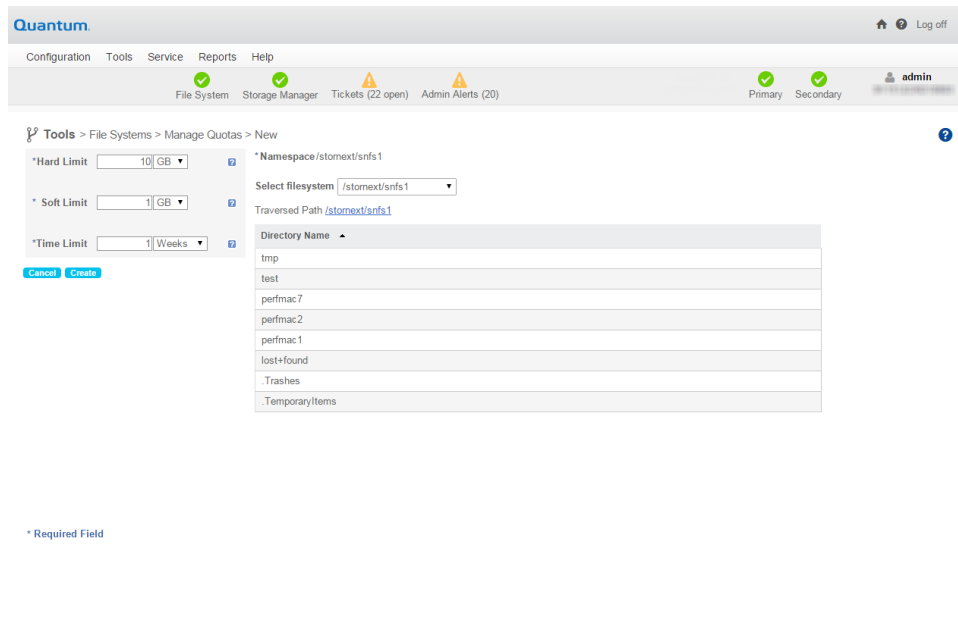 Quantum.
Log off
Configuration Tools Service Reports Help
File System Storage Manager Tickets (22 open) Admin Alerts (20) Primary Secondary admin
Tools > File Systems > Manage Quotas > New
*Hard Limit 10 GB
* Soft Limit 1 GB
*Time Limit 1 Weeks
Cancel Create
*Namespace/stornext/snfs1
Select filesystem /stornext/snfs1
Traversed Path /stornext/snfs1
Directory Name
tmp
test
perfmac7
perfmac2
perfmac1
lost+found
.Trashes
.TemporaryItems
* Required Field